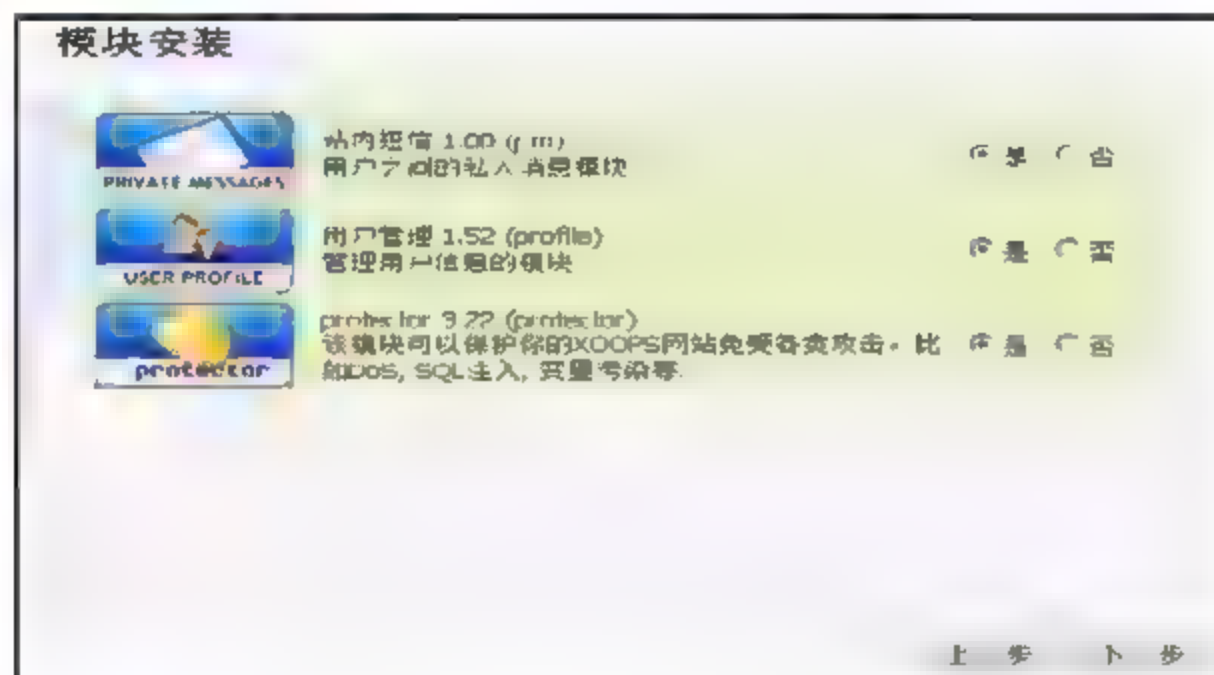 模块安装
站内短信 1.00 (pm)
用户之间的私人消息模块
是 否
PRIVATE MESSAGES
用户管理 1.52 (profile)
管理用户信息的模块
是 否
USER PROFILE
protector 3.22 (protector)
该模块可以保护你的XOOPS网站免受各类攻击。比
如DoS, SQL注入, 变量污染等.
是 否
protector
上 步 下 步